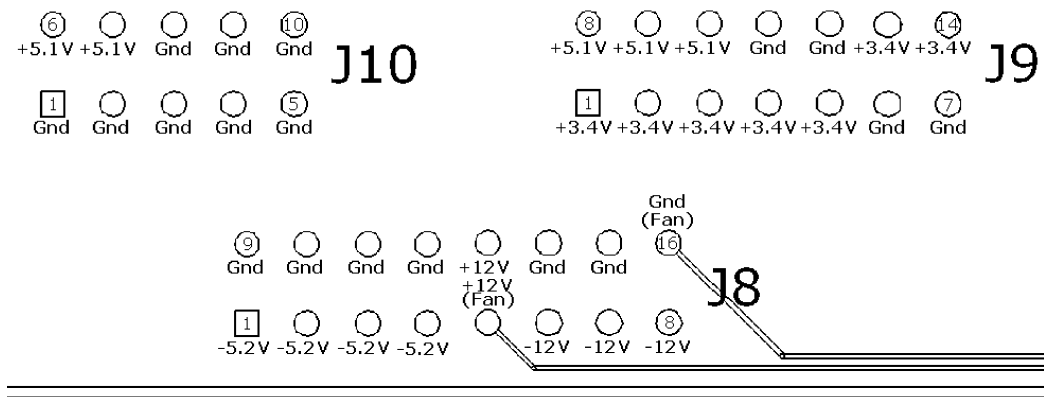 6 10
+5.1V +5.1V Gnd Gnd Gnd
J10
1 5
Gnd Gnd Gnd Gnd Gnd
8 14
+5.1V +5.1V +5.1V Gnd Gnd +3.4V +3.4V
J9
1 7
+3.4V +3.4V +3.4V +3.4V +3.4V Gnd Gnd
Gnd
(Fan)
9 16
Gnd Gnd Gnd Gnd +12V Gnd Gnd
+12V
(Fan)
J8
1 8
-5.2V -5.2V -5.2V -5.2V -12V -12V -12V